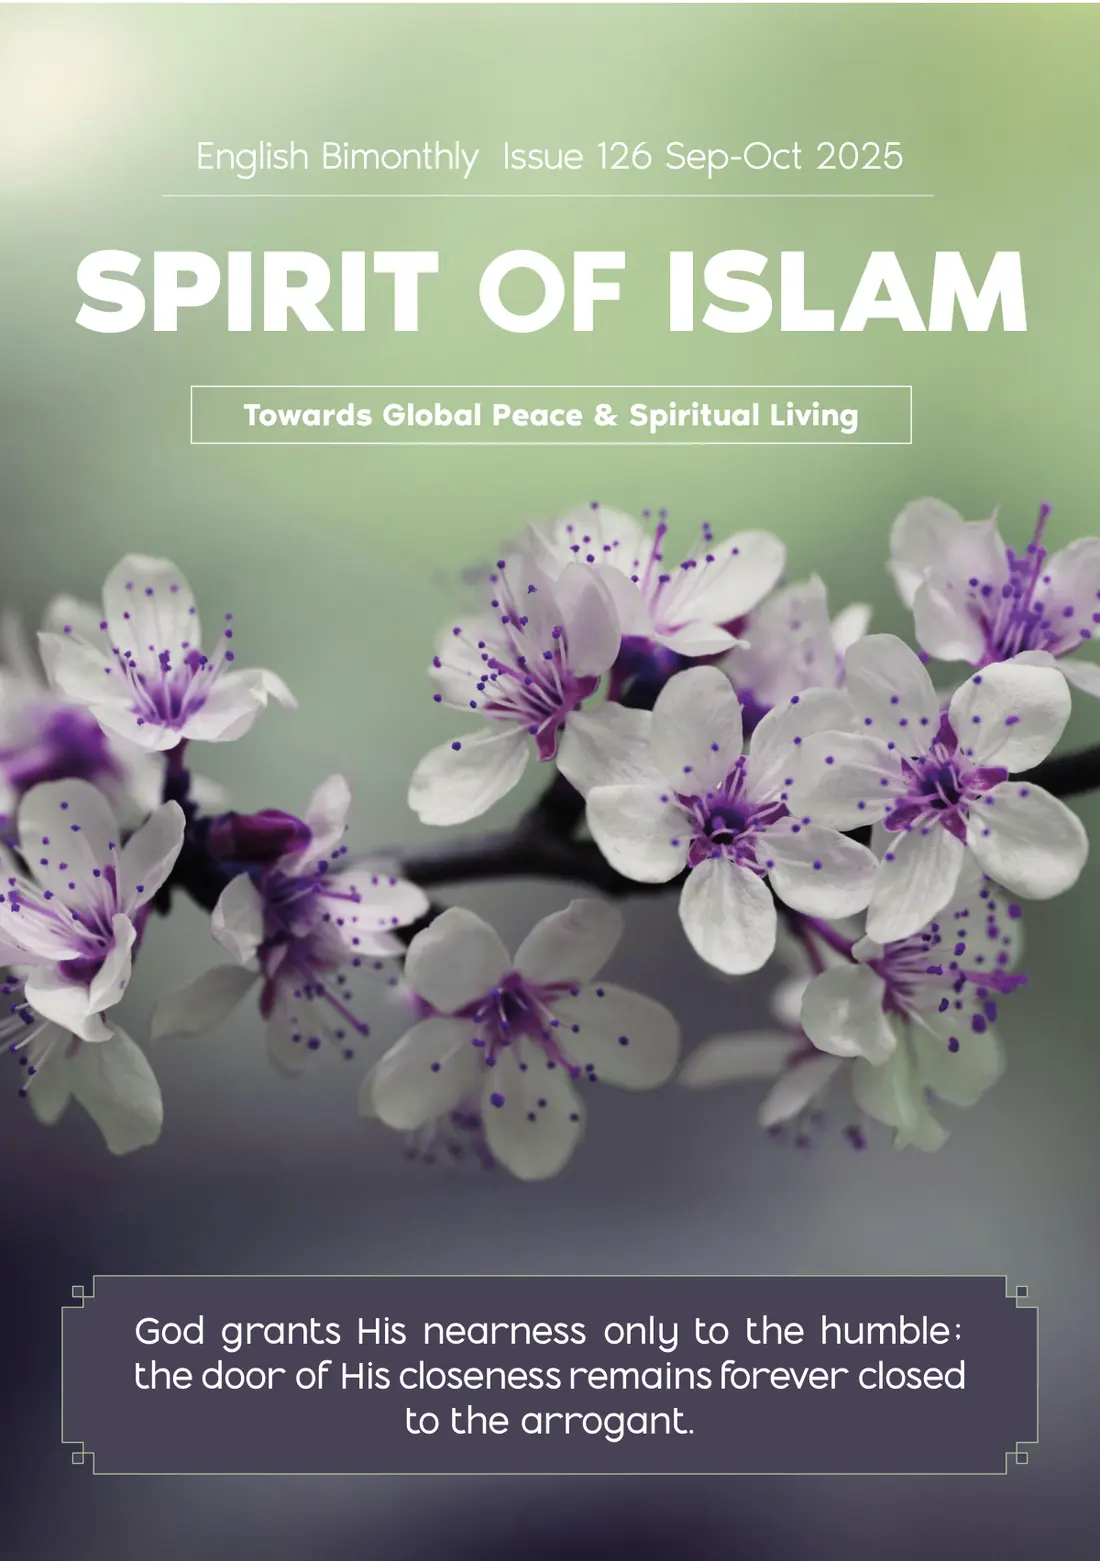 English Bimonthly Issue 126 Sep-Oct 2025
SPIRIT OF ISLAM
Towards Global Peace & Spiritual Living
God grants His nearness only to the humble;
the door of His closeness remains forever closed
to the arrogant.